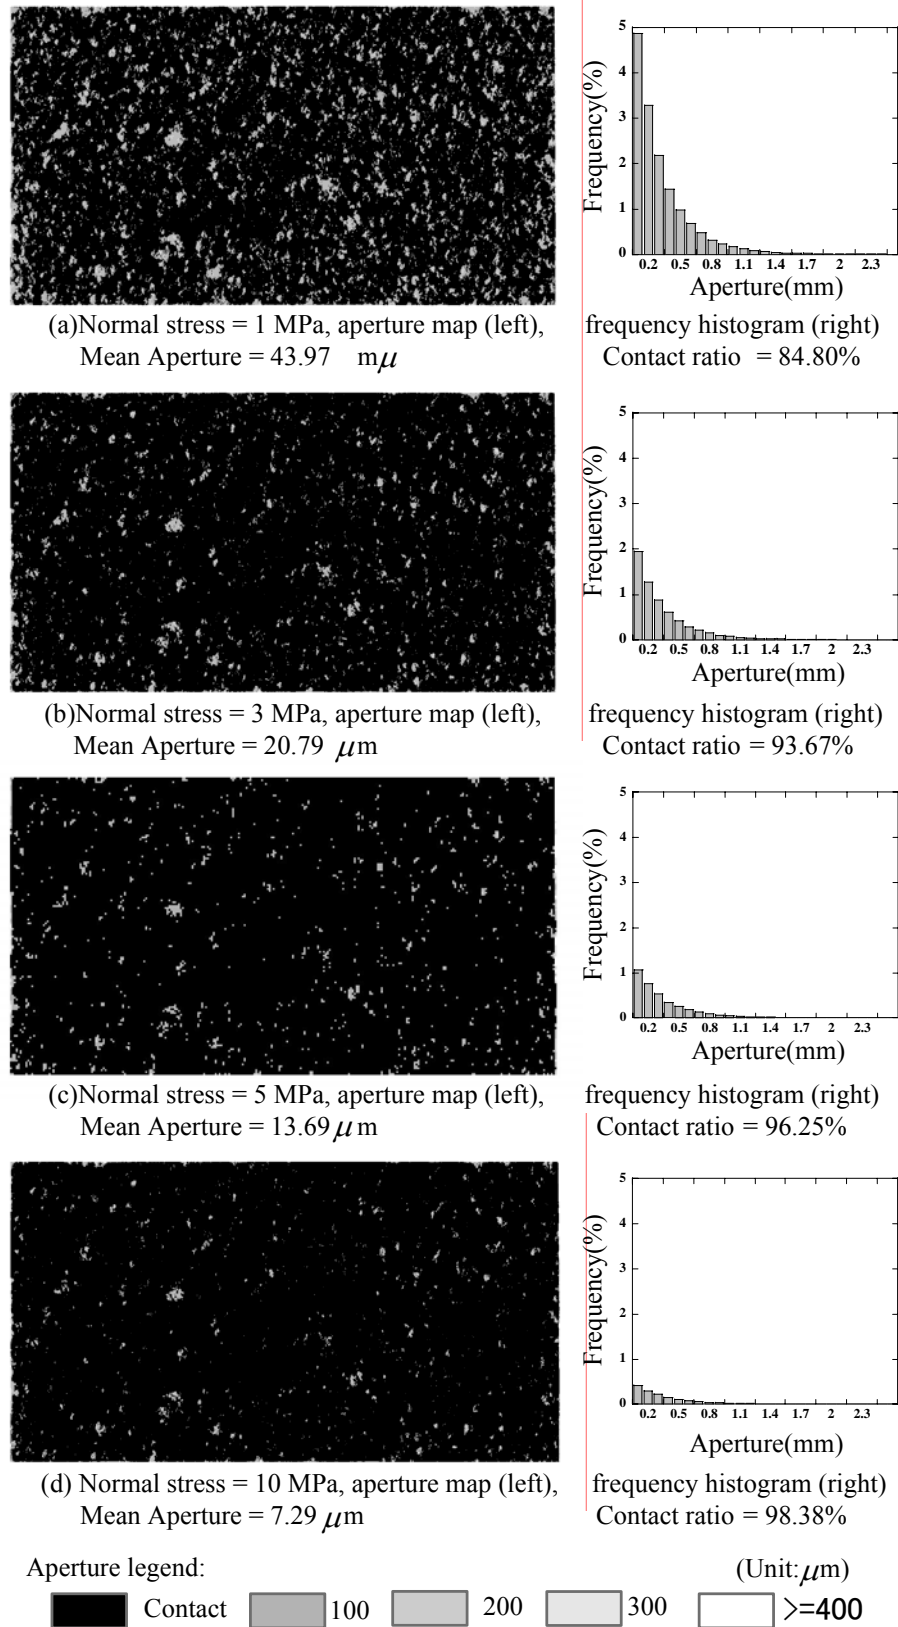 5
4
3
2
1
0
Frequency(%)
0.2 0.5 0.8 1.1 1.4 1.7 2 2.3
Aperture(mm)
(a)Normal stress = 1 MPa, aperture map (left), frequency histogram (right)
Mean Aperture = 43.97 mμ Contact ratio = 84.80%
5
4
3
2
1
0
Frequency(%)
0.2 0.5 0.8 1.1 1.4 1.7 2 2.3
Aperture(mm)
(b)Normal stress = 3 MPa, aperture map (left), frequency histogram (right)
Mean Aperture = 20.79 μm Contact ratio = 93.67%
5
4
3
2
1
0
Frequency(%)
0.2 0.5 0.8 1.1 1.4 1.7 2 2.3
Aperture(mm)
(c)Normal stress = 5 MPa, aperture map (left), frequency histogram (right)
Mean Aperture = 13.69 μm Contact ratio = 96.25%
5
4
3
2
1
0
Frequency(%)
0.2 0.5 0.8 1.1 1.4 1.7 2 2.3
Aperture(mm)
(d) Normal stress = 10 MPa, aperture map (left), frequency histogram (right)
Mean Aperture = 7.29 μm Contact ratio = 98.38%
Aperture legend: (Unit:μm)
Contact 100 200 300 >=400